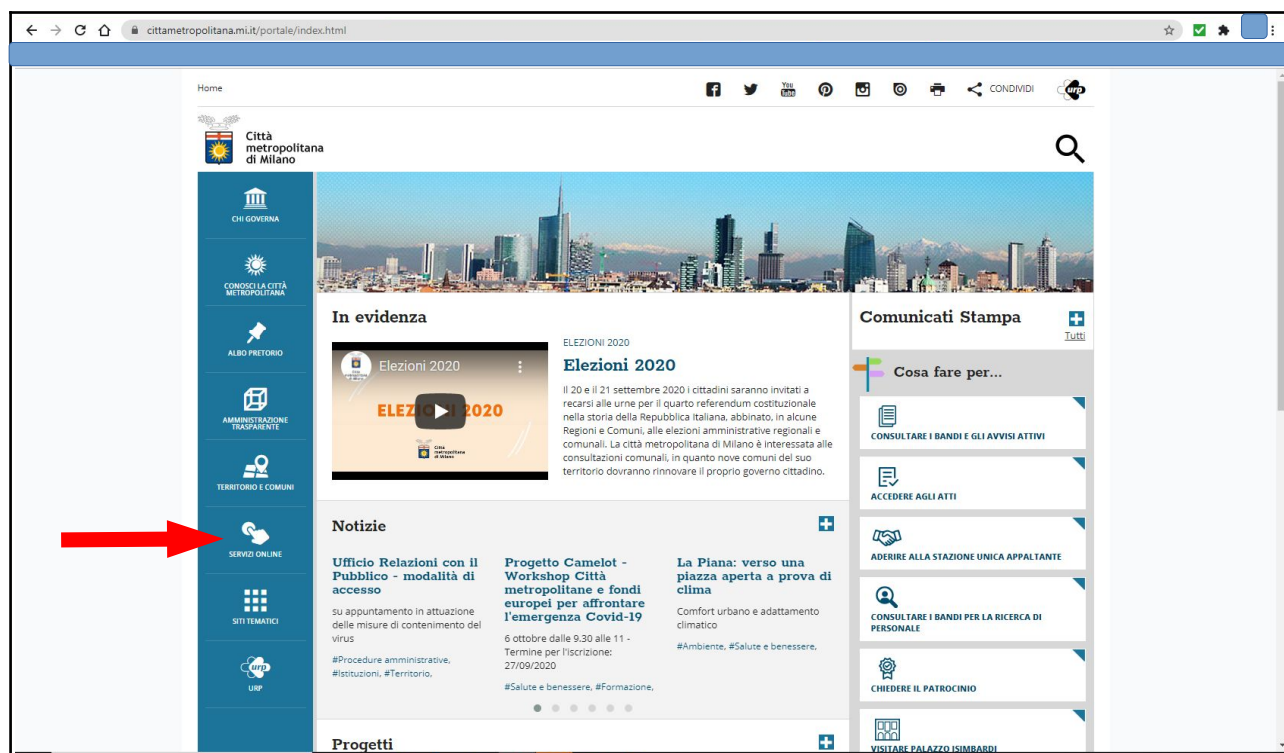 cittametropolitana.mi.it/portale/index.html
Home
You
Tube
CONDIVIDI
urp
Città
metropolitana
di Milano
CHI GOVERNA
CONOSCI LA CITTÀ
METROPOLITANA
ALBO PRETORIO
AMMINISTRAZIONE
TRASPARENTE
TERRITORIO E COMUNI
SERVIZI ONLINE
SITI TEMATICI
urp
URP
In evidenza
Elezioni 2020
ELEZIONI 2020
Città
metropolitana
di Milano
ELEZIONI 2020
Elezioni 2020
Il 20 e il 21 settembre 2020 i cittadini saranno invitati a
recarsi alle urne per il quarto referendum costituzionale
nella storia della Repubblica Italiana, abbinato, in alcune
Regioni e Comuni, alle elezioni amministrative regionali e
comunali. La città metropolitana di Milano è interessata alle
consultazioni comunali, in quanto nove comuni del suo
territorio dovranno rinnovare il proprio governo cittadino.
Notizie
Ufficio Relazioni con il
Pubblico - modalità di
accesso
su appuntamento in attuazione
delle misure di contenimento del
virus
#Procedure amministrative,
#Istituzioni, #Territorio,
Progetto Camelot -
Workshop Città
metropolitane e fondi
europei per affrontare
l'emergenza Covid-19
6 ottobre dalle 9.30 alle 11 -
Termine per l'iscrizione:
27/09/2020
#Salute e benessere, #Formazione,
La Piana: verso una
piazza aperta a prova di
clima
Comfort urbano e adattamento
climatico
#Ambiente, #Salute e benessere,
Progetti
Comunicati Stampa
Tutti
Cosa fare per...
CONSULTARE I BANDI E GLI AVVISI ATTIVI
ACCEDERE AGLI ATTI
ADERIRE ALLA STAZIONE UNICA APPALTANTE
CONSULTARE I BANDI PER LA RICERCA DI
PERSONALE
CHIEDERE IL PATROCINIO
VISITARE PALAZZO ISIMBARDI